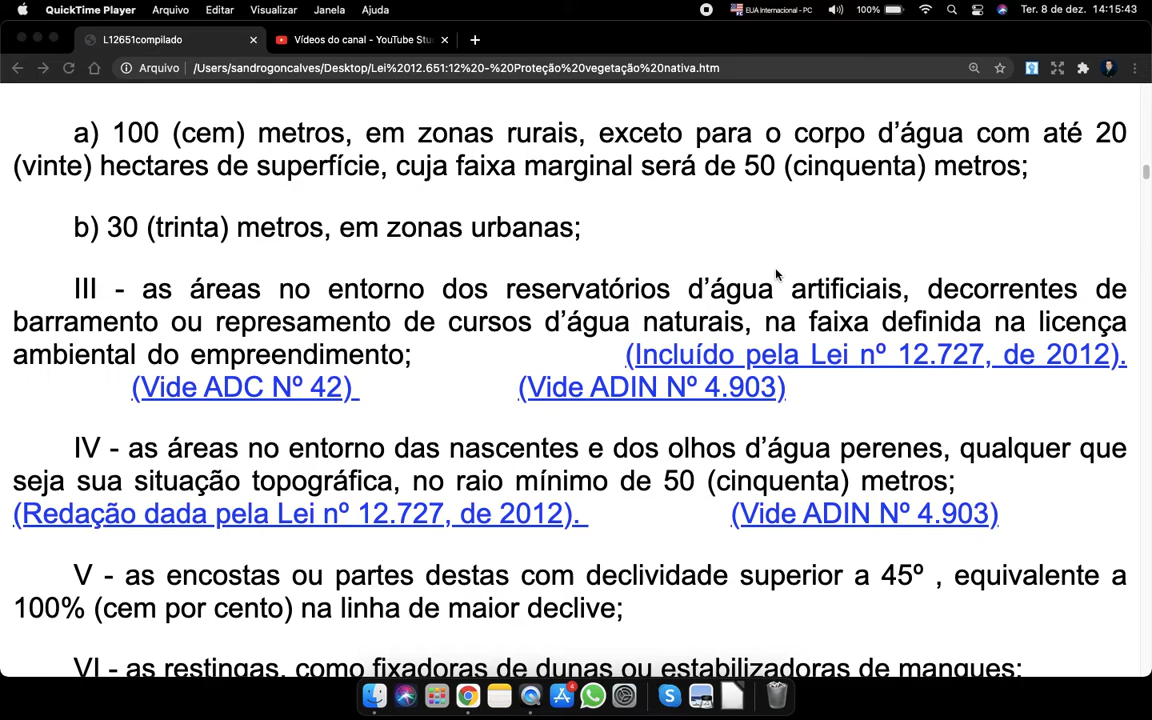 QuickTime Player Arquivo Editar Visualizar Janela Ajuda EUA Internacional - PC 100% Ter. 8 de dez. 14:15:43
L12651compilado Vídeos do canal - YouTube Stu
Arquivo /Users/sandrogoncalves/Desktop/Lei%2012.651:12%20-%20Proteção%20vegetação%20nativa.htm
a) 100 (cem) metros, em zonas rurais, exceto para o corpo d’água com até 20
(vinte) hectares de superfície, cuja faixa marginal será de 50 (cinquenta) metros;
b) 30 (trinta) metros, em zonas urbanas;
III - as áreas no entorno dos reservatórios d’água artificiais, decorrentes de
barramento ou represamento de cursos d’água naturais, na faixa definida na licença
ambiental do empreendimento; (Incluído pela Lei nº 12.727, de 2012).
(Vide ADC Nº 42) (Vide ADIN Nº 4.903)
IV - as áreas no entorno das nascentes e dos olhos d’água perenes, qualquer que
seja sua situação topográfica, no raio mínimo de 50 (cinquenta) metros;
(Redação dada pela Lei nº 12.727, de 2012). (Vide ADIN Nº 4.903)
V - as encostas ou partes destas com declividade superior a 45º , equivalente a
100% (cem por cento) na linha de maior declive;
VI - as restingas, como fixadoras de dunas ou estabilizadoras de mangues;